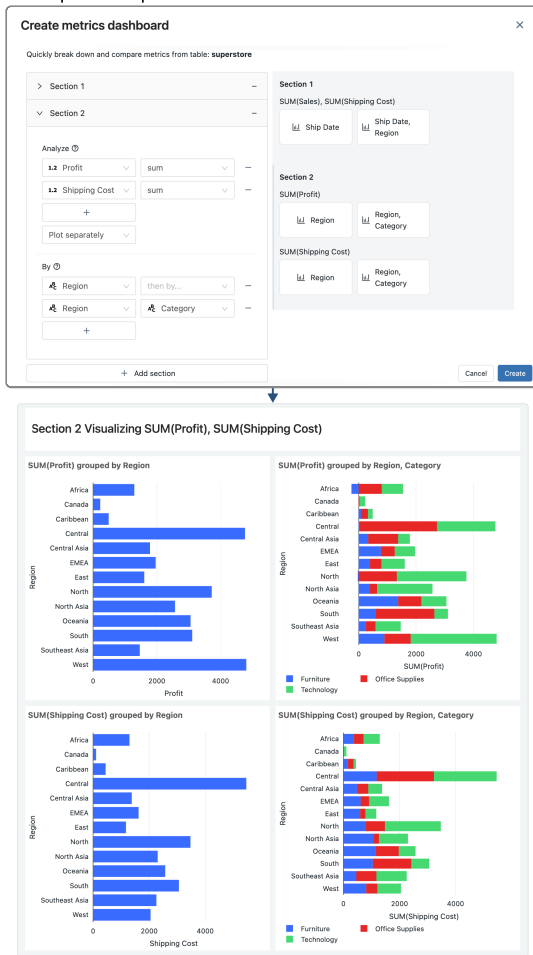 Create metrics dashboard
×
Quickly break down and compare metrics from table: superstore
> Section 1 −
Section 2 −
Analyze
1.2 Profit sum −
1.2 Shipping Cost sum −
+
Plot separately
By
Region then by... −
Region Category −
+
+ Add section
Section 1
SUM(Sales), SUM(Shipping Cost)
Ship Date
Ship Date,
Region
Section 2
SUM(Profit)
Region
Region,
Category
SUM(Shipping Cost)
Region
Region,
Category
Cancel Create
Section 2 Visualizing SUM(Profit), SUM(Shipping Cost)
SUM(Profit) grouped by Region
Region
Africa
Canada
Caribbean
Central
Central Asia
EMEA
East
North
North Asia
Oceania
South
Southeast Asia
West
0 2000 4000
Profit
SUM(Profit) grouped by Region, Category
Region
Africa
Canada
Caribbean
Central
Central Asia
EMEA
East
North
North Asia
Oceania
South
Southeast Asia
West
0 2000 4000
SUM(Profit)
Furniture Office Supplies
Technology
SUM(Shipping Cost) grouped by Region
Region
Africa
Canada
Caribbean
Central
Central Asia
EMEA
East
North
North Asia
Oceania
South
Southeast Asia
West
0 2000 4000
Shipping Cost
SUM(Shipping Cost) grouped by Region, Category
Region
Africa
Canada
Caribbean
Central
Central Asia
EMEA
East
North
North Asia
Oceania
South
Southeast Asia
West
0 2000 4000
SUM(Shipping Cost)
Furniture Office Supplies
Technology